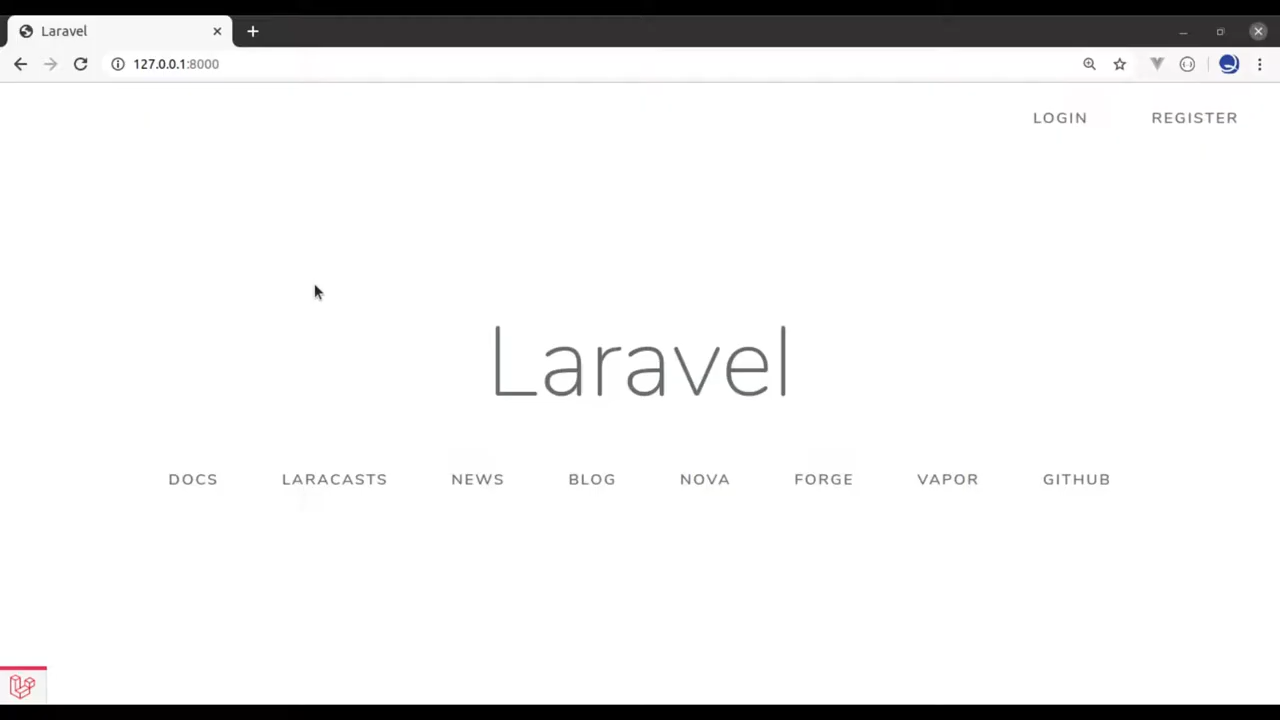 Laravel
127.0.0.1:8000
LOGIN REGISTER
Laravel
DOCS LARACASTS NEWS BLOG NOVA FORGE VAPOR GITHUB